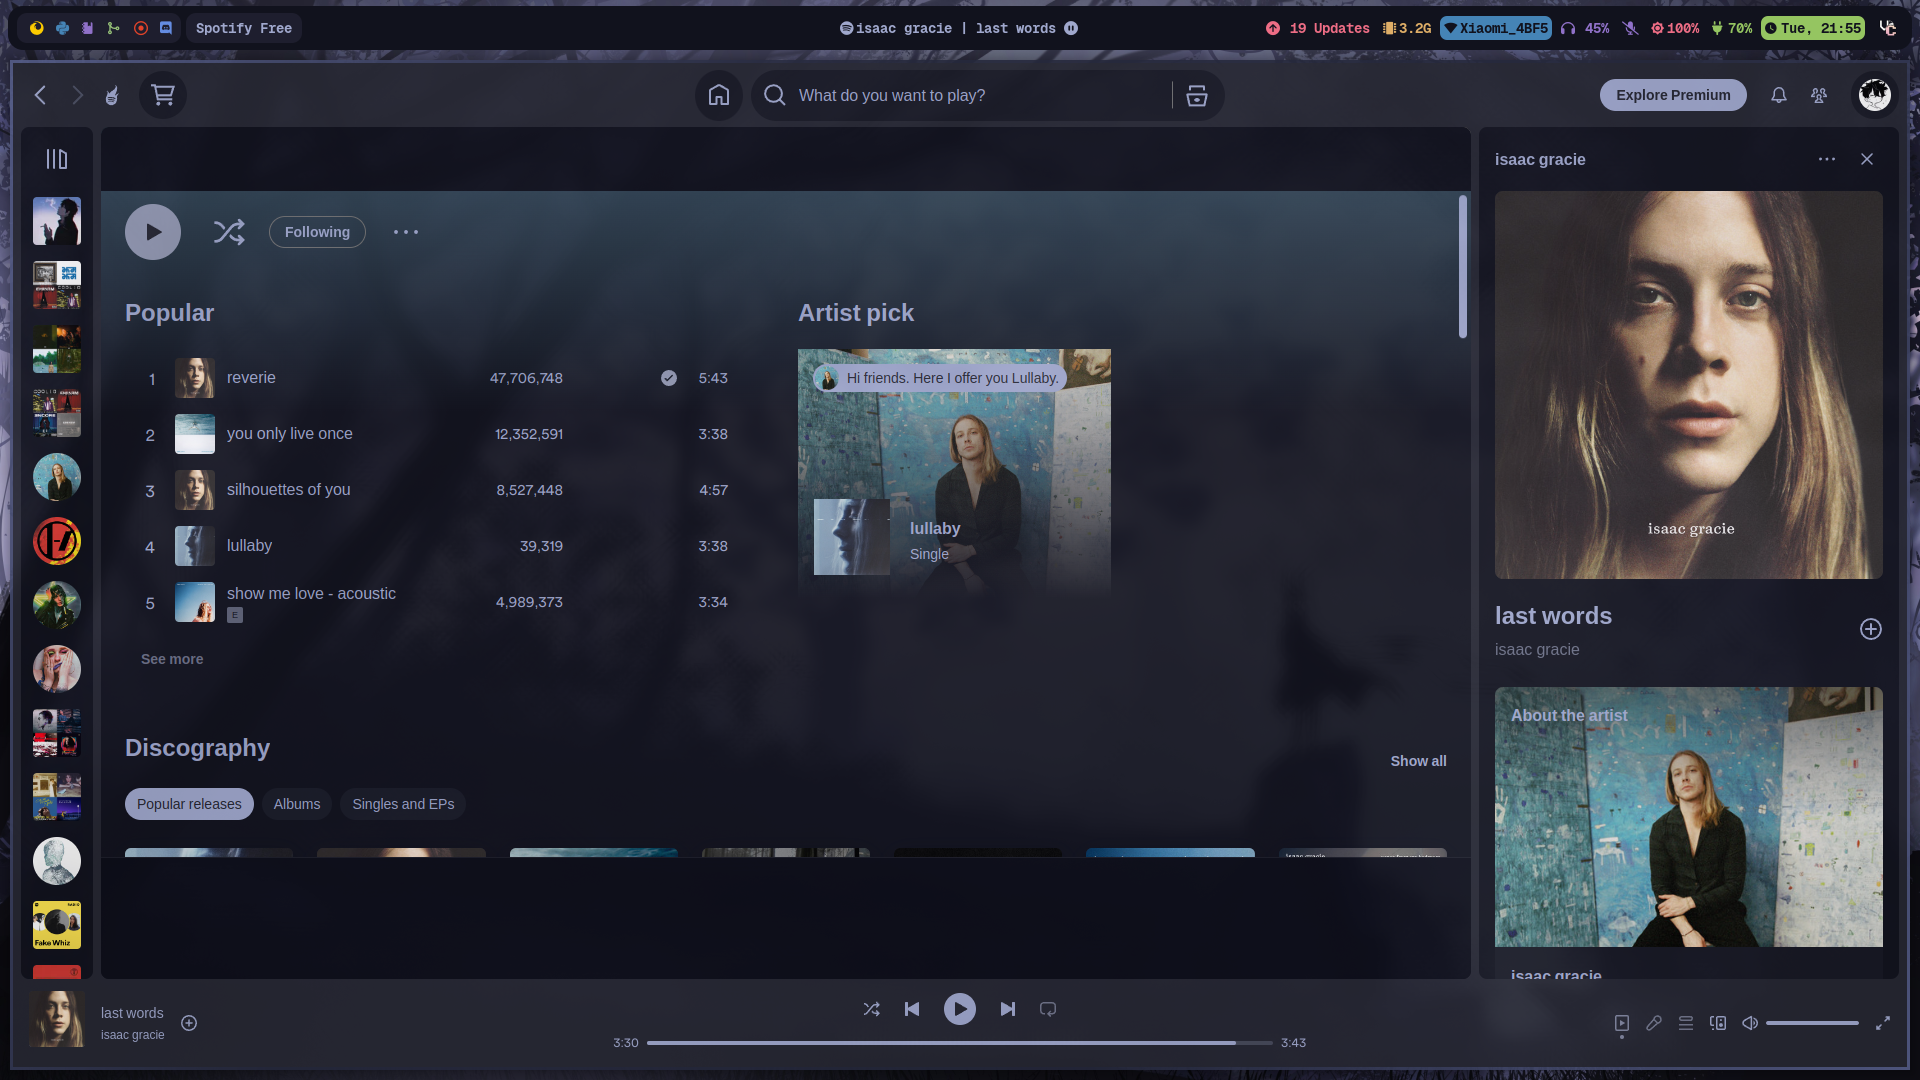 Spotify Free
isaac gracie | last words
19 Updates
3.2G
Xiaomi_4BF5
45%
100%
70%
Tue, 21:55
What do you want to play?
Explore Premium
Following
Popular
1
reverie
47,706,748
5:43
2
you only live once
12,352,591
3:38
3
silhouettes of you
8,527,448
4:57
4
lullaby
39,319
3:38
5
show me love - acoustic
E
4,989,373
3:34
See more
Artist pick
Hi friends. Here I offer you Lullaby.
lullaby
Single
Discography
Show all
Popular releases
Albums
Singles and EPs
isaac gracie
isaac gracie
isaac gracie
last words
isaac gracie
About the artist
isaac gracie
Fake Whiz
last words
isaac gracie
3:30
3:43